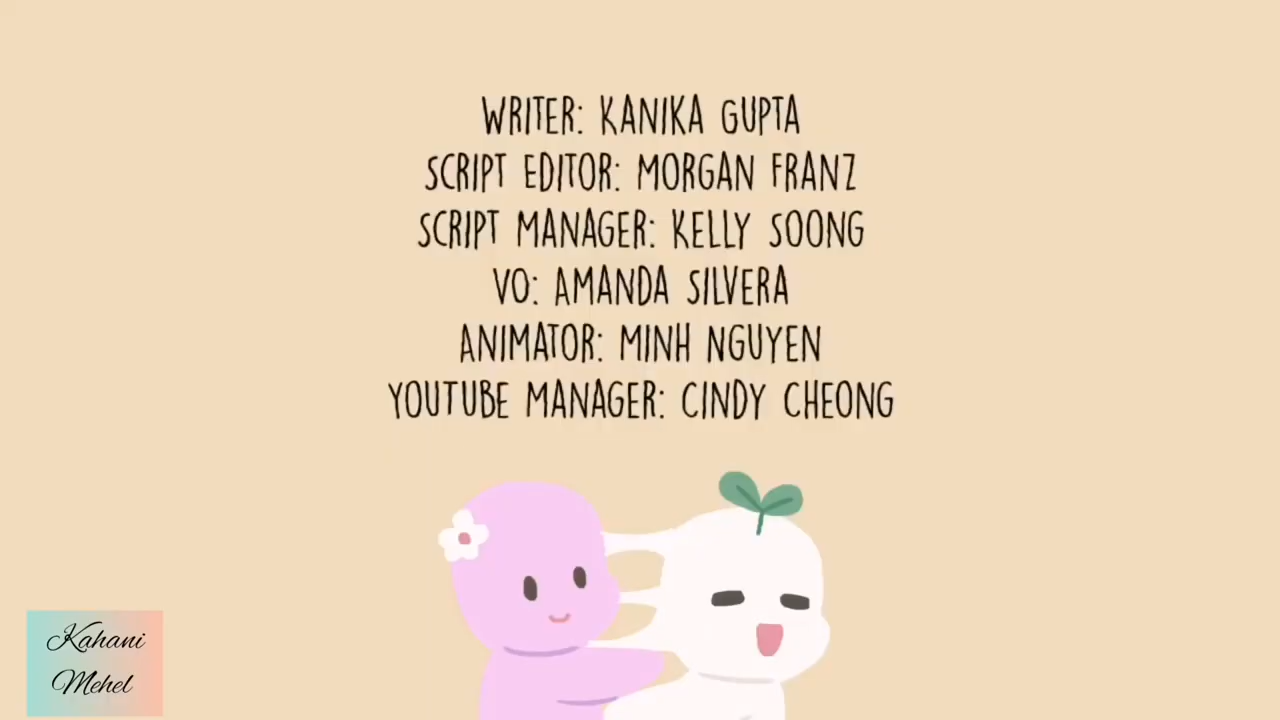 WRITER: KANIKA GUPTA
SCRIPT EDITOR: MORGAN FRANZ
SCRIPT MANAGER: KELLY SOONG
VO: AMANDA SILVERA
ANIMATOR: MINH NGUYEN
YOUTUBE MANAGER: CINDY CHEONG
Kahani
Mehel